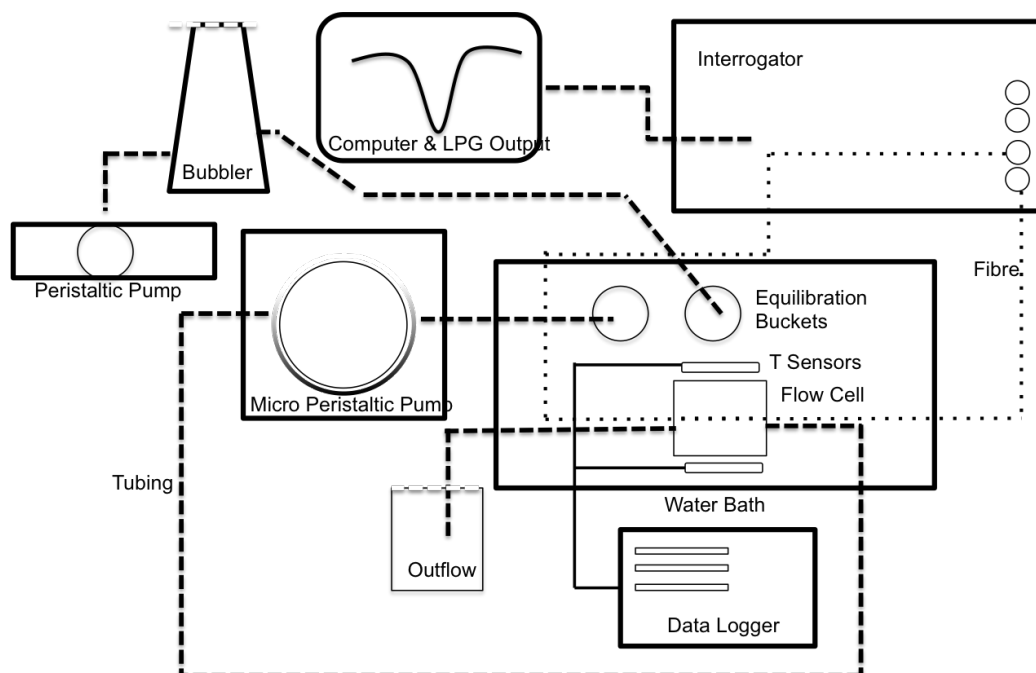 Interrogator
Computer & LPG Output
Bubbler
Peristaltic Pump
Fibre
Equilibration
Buckets
T Sensors
Flow Cell
Micro Peristaltic Pump
Tubing
Water Bath
Outflow
Data Logger